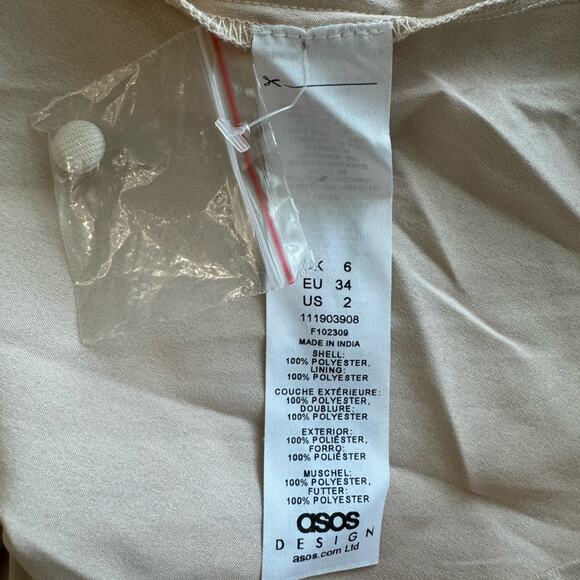 6
EU 34
US 2
111903908
F102309
MADE IN INDIA
SHELL:
100% POLYESTER,
LINING:
100% POLYESTER
COUCHE EXTÉRIEURE:
100% POLYESTER,
DOUBLURE:
100% POLYESTER
EXTERIOR:
100% POLIÉSTER,
FORRO:
100% POLIÉSTER
MUSCHEL:
100% POLYESTER,
FUTTER:
100% POLYESTER
asos
DESIGN
asos.com Ltd